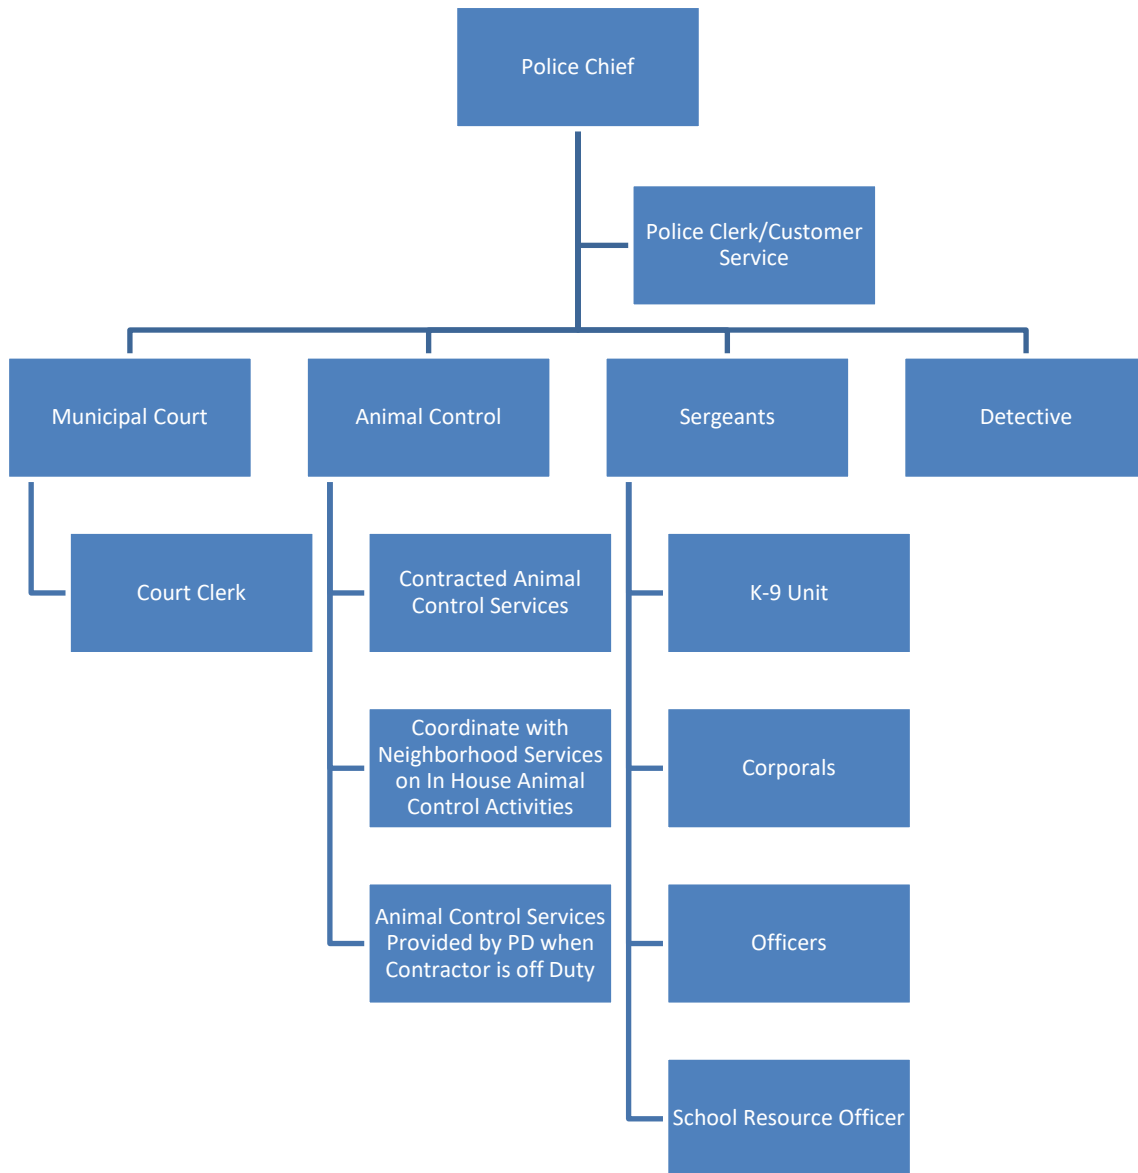 Police Chief
Police Clerk/Customer
Service
Municipal Court
Animal Control
Sergeants
Detective
Court Clerk
Contracted Animal
Control Services
K-9 Unit
Coordinate with
Neighborhood Services
on In House Animal
Control Activities
Corporals
Animal Control Services
Provided by PD when
Contractor is off Duty
Officers
School Resource Officer